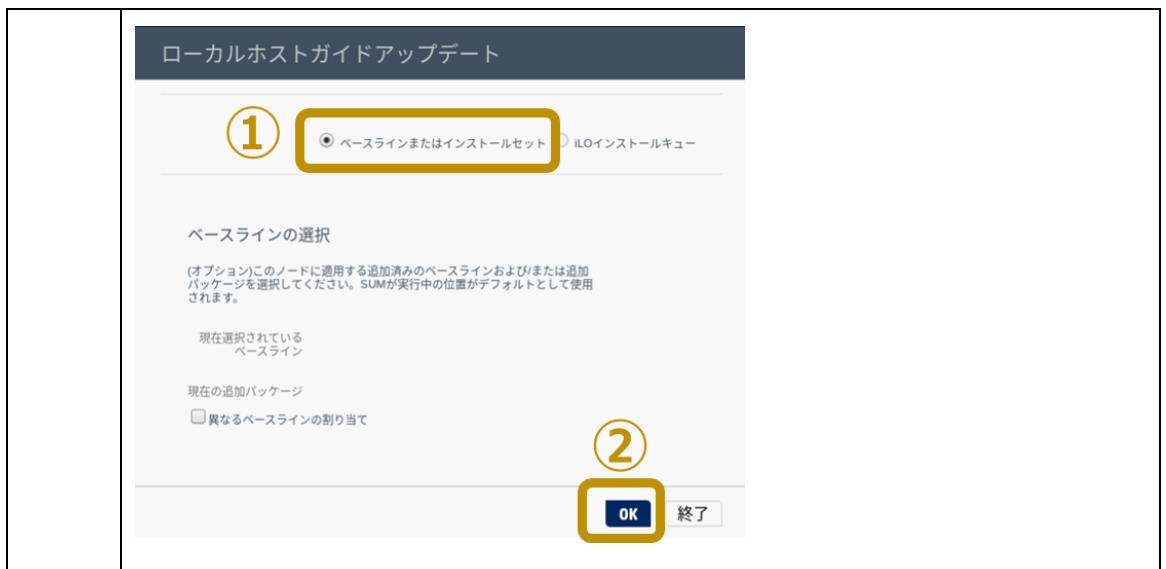 ローカルホストガイドアップデート
① ベースラインまたはインストールセット iLOインストールキュー
ベースラインの選択
(オプション)このノードに適用する追加済みのベースラインおよび/または追加
パッケージを選択してください。SUMが実行中の位置がデフォルトとして使用
されます。
現在選択されている
ベースライン
現在の追加パッケージ
異なるベースラインの割り当て
②
OK 終了